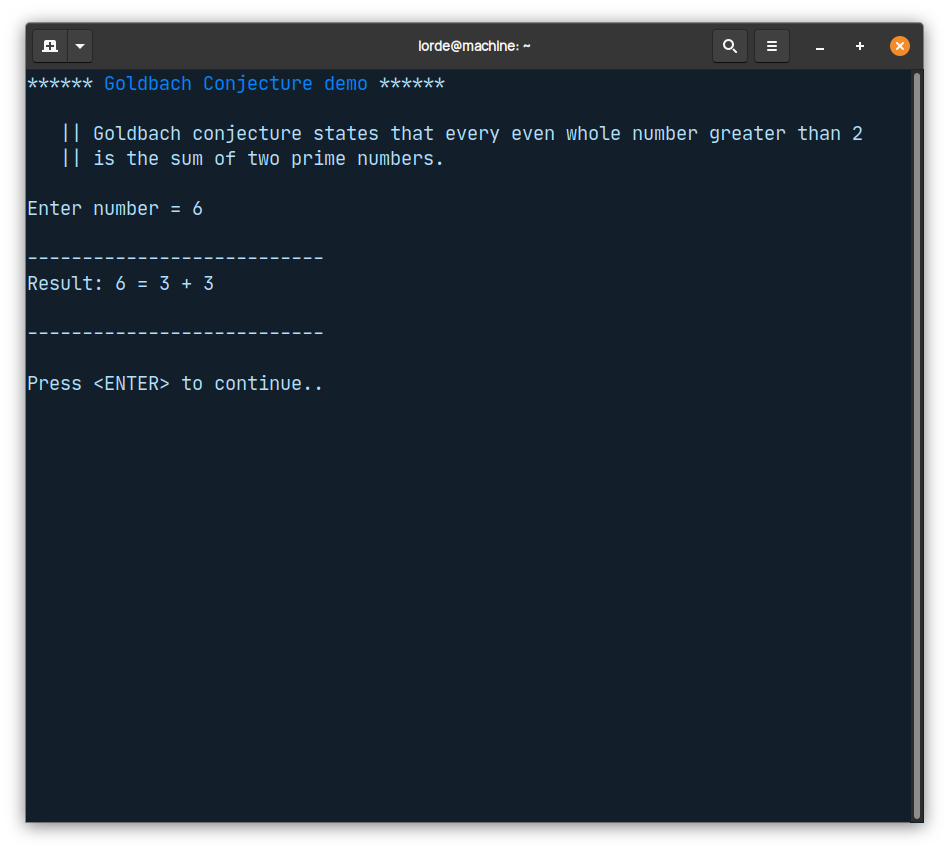 lorde@machine: ~
****** Goldbach Conjecture demo ******
|| Goldbach conjecture states that every even whole number greater than 2
|| is the sum of two prime numbers.
Enter number = 6
---------------------------
Result: 6 = 3 + 3
---------------------------
Press <ENTER> to continue..